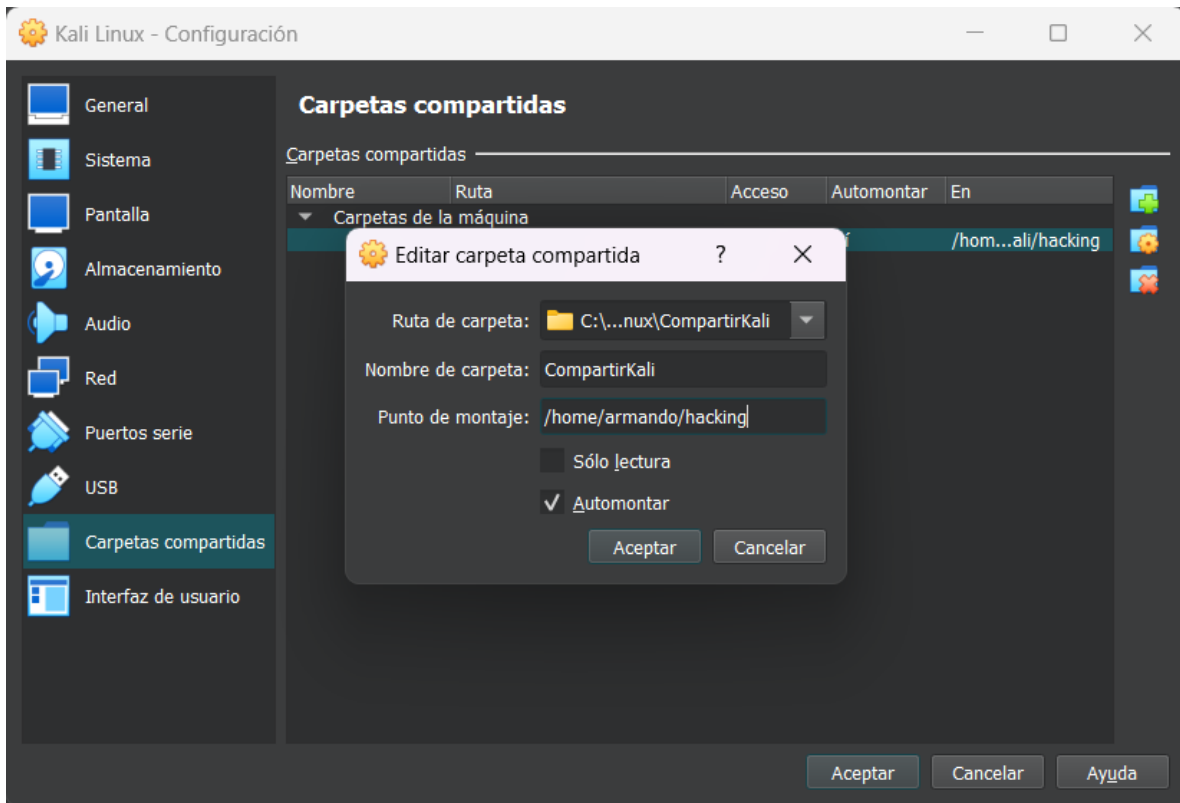 Kali Linux - Configuración
General
Sistema
Pantalla
Almacenamiento
Audio
Red
Puertos serie
USB
Carpetas compartidas
Interfaz de usuario
Carpetas compartidas
Carpetas compartidas
Nombre Ruta Acceso Automontar En
Carpetas de la máquina
/hom...ali/hacking
Editar carpeta compartida ?
Ruta de carpeta: C:\...nux\CompartirKali
Nombre de carpeta: CompartirKali
Punto de montaje: /home/armando/hacking
Sólo lectura
Automontar
Aceptar Cancelar
Aceptar Cancelar Ayuda